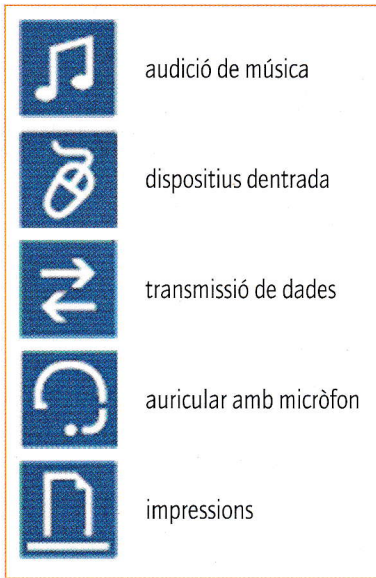 audició de música
dispositius dentrada
transmissió de dades
auricular amb micròfon
impressions